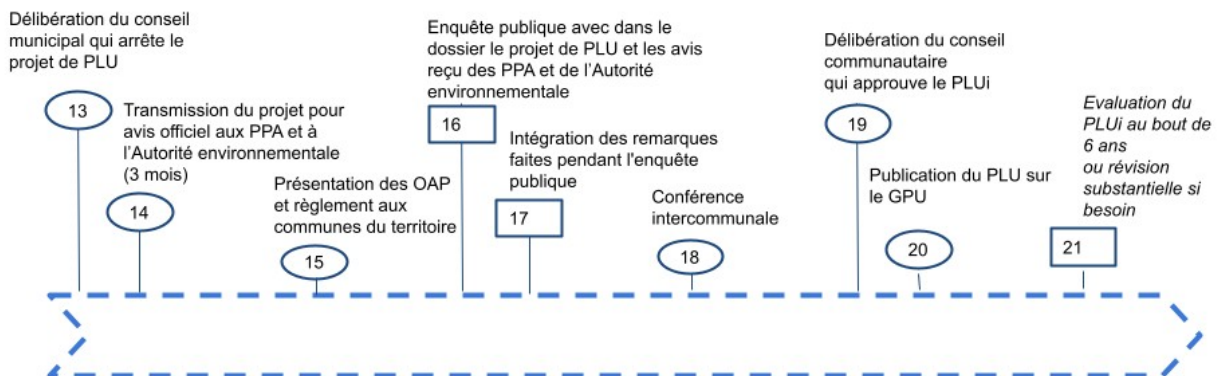 Délibération du conseil
municipal qui arrête le
projet de PLU
13
Transmission du projet pour
avis officiel aux PPA et à
l'Autorité environnementale
(3 mois)
14
Présentation des OAP
et règlement aux
communes du territoire
15
Enquête publique avec dans le
dossier le projet de PLU et les avis
reçu des PPA et de l'Autorité
environnementale
16
Intégration des remarques
faites pendant l'enquête
publique
17
Conférence
intercommunale
18
Délibération du conseil
communautaire
qui approuve le PLUi
19
Publication du PLU sur
le GPU
20
Evaluation du
PLUi au bout de
6 ans
ou révision
substantielle si
besoin
21